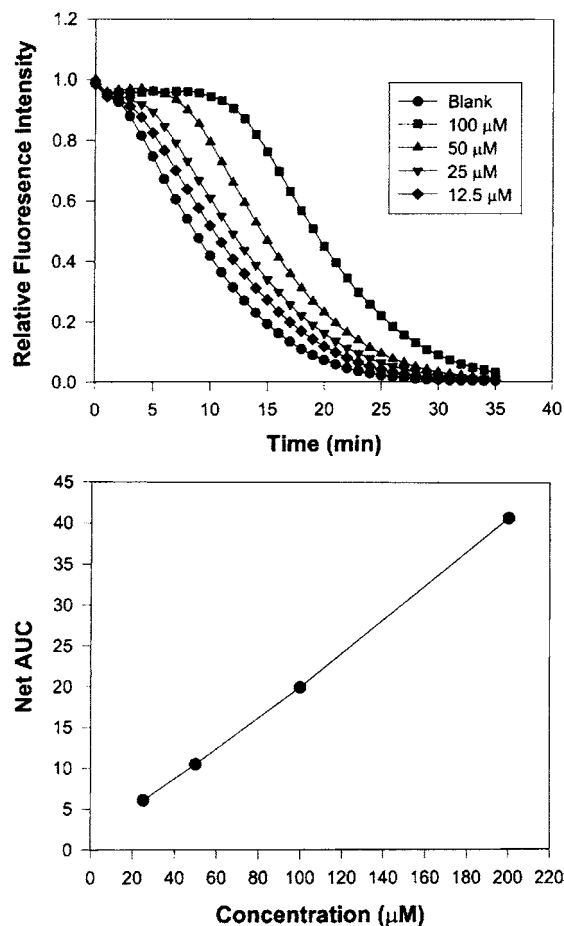 1.2
1.0
0.8
0.6
0.4
0.2
0.0
Relative Fluoresence Intensity
Blank
100 μM
50 μM
25 μM
12.5 μM
0 5 10 15 20 25 30 35 40
Time (min)
45
40
35
30
25
20
15
10
5
0
Net AUC
0 20 40 60 80 100 120 140 160 180 200 220
Concentration (μM)